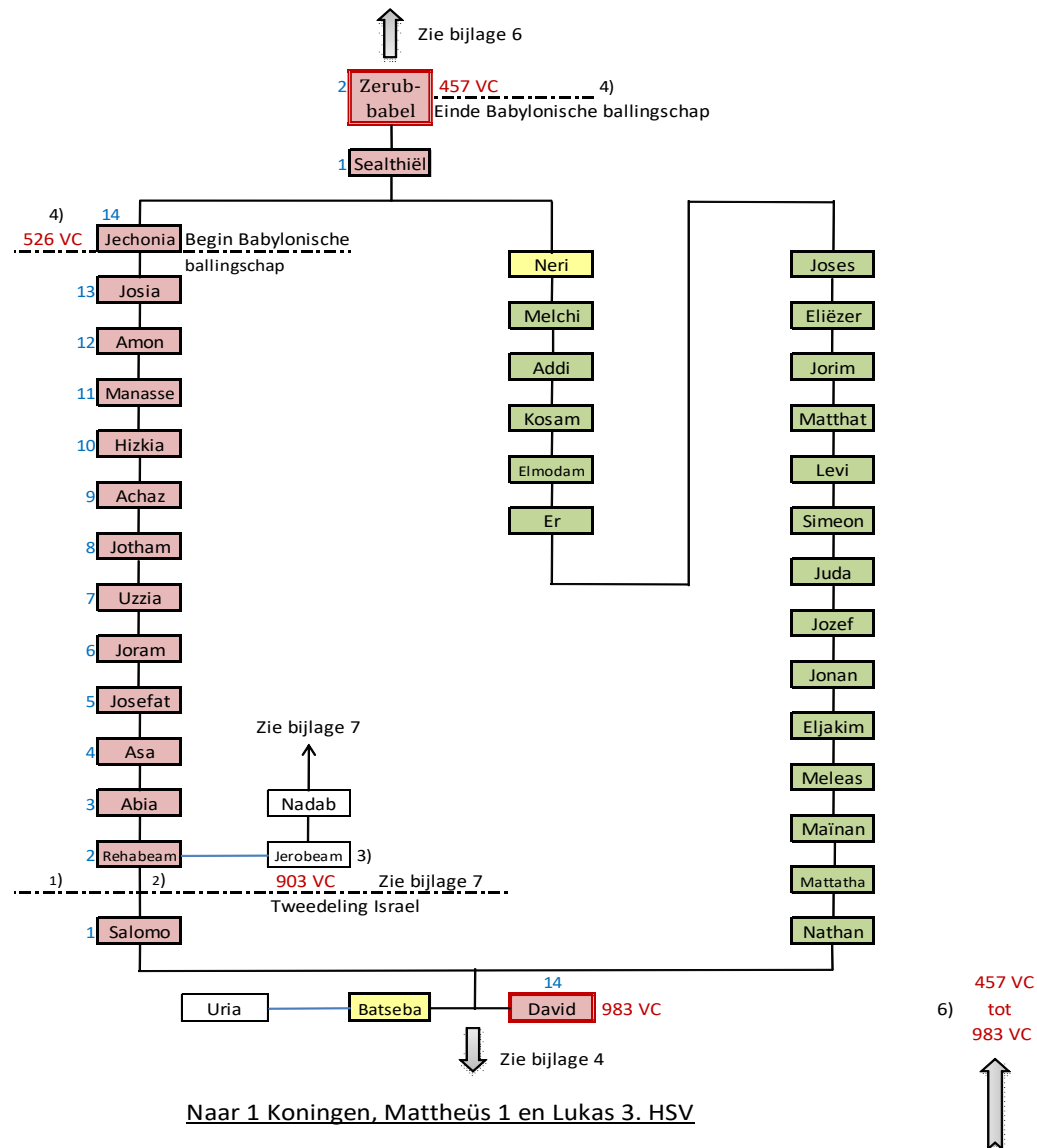 Zie bijlage 6
2 Zerub-
babel
457 VC 4)
Einde Babylonische ballingschap
1 Sealthiël
4) 14
526 VC Jechonia Begin Babylonische
ballingschap
13 Josia
12 Amon
11 Manasse
10 Hizkia
9 Achaz
8 Jotham
7 Uzzia
6 Joram
5 Josefat
4 Asa
3 Abia
2 Rehabeam
Zie bijlage 7
Nadab
Jerobeam 3)
1) 2) 903 VC Zie bijlage 7
Tweedeling Israel
1 Salomo
Neri
Melchi
Addi
Kosam
Elmodam
Er
Joses
Eliëzer
Jorim
Matthat
Levi
Simeon
Juda
Jozef
Jonan
Eljakim
Meleas
Maïnan
Mattatha
Nathan
14
Uria Batseba David 983 VC
Zie bijlage 4
457 VC
6) tot
983 VC
Naar 1 Koningen, Mattheüs 1 en Lukas 3. HSV